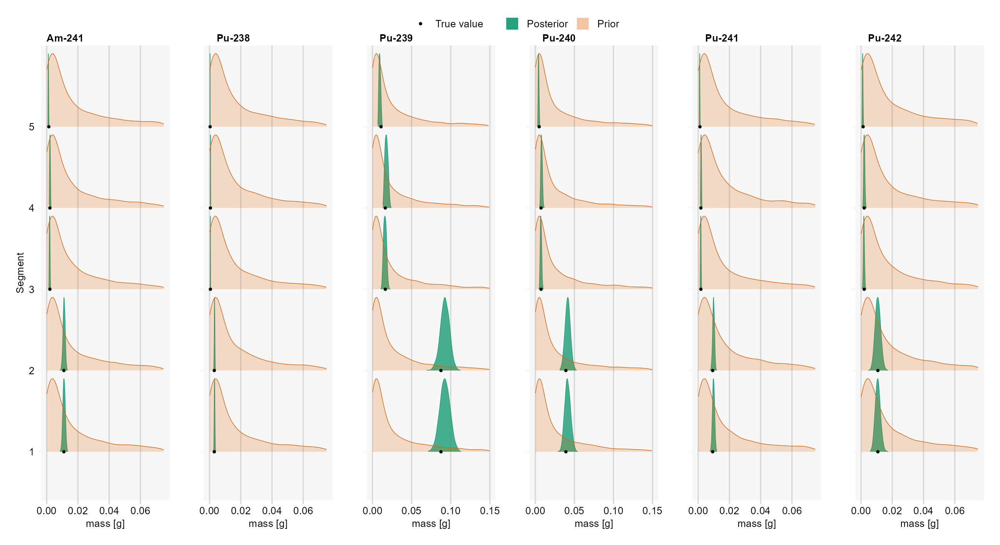 True value Posterior Prior
Am-241 Pu-238 Pu-239 Pu-240 Pu-241 Pu-242
5
4
Segment
3
2
1
0.00 0.02 0.04 0.06 0.00 0.02 0.04 0.06 0.00 0.05 0.10 0.15 0.00 0.05 0.10 0.15 0.00 0.02 0.04 0.06 0.00 0.02 0.04 0.06
mass [g] mass [g] mass [g] mass [g] mass [g] mass [g]